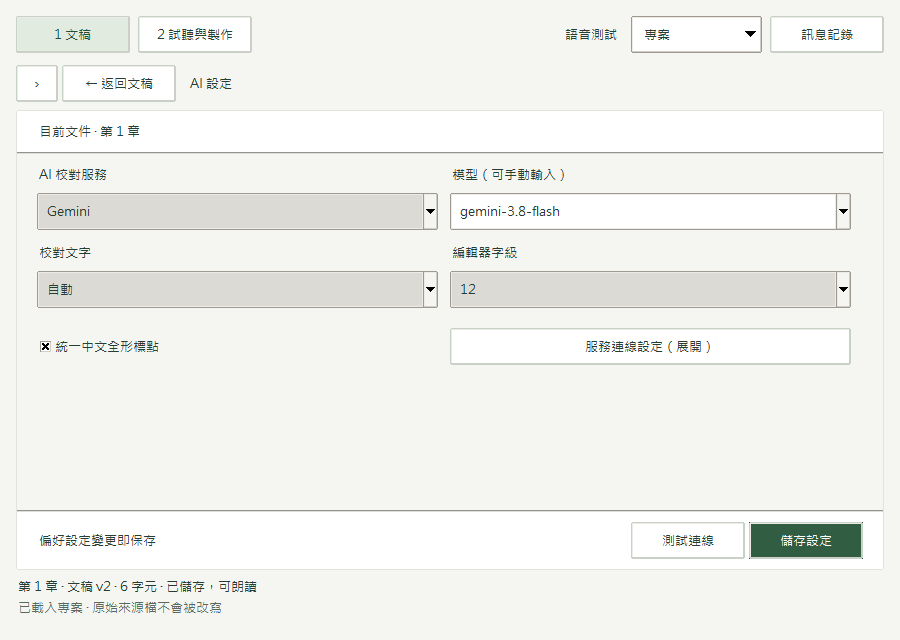 1 文稿
2 試聽與製作
語音測試
專案
訊息記錄
›
← 返回文稿
AI 設定
目前文件 · 第 1 章
AI 校對服務
模型（可手動輸入）
Gemini
gemini-3.8-flash
校對文字
編輯器字級
自動
12
統一中文全形標點
服務連線設定（展開）
偏好設定變更即保存
測試連線
儲存設定
第 1 章 · 文稿 v2 · 6 字元 · 已儲存，可朗讀
已載入專案 · 原始來源檔不會被改寫